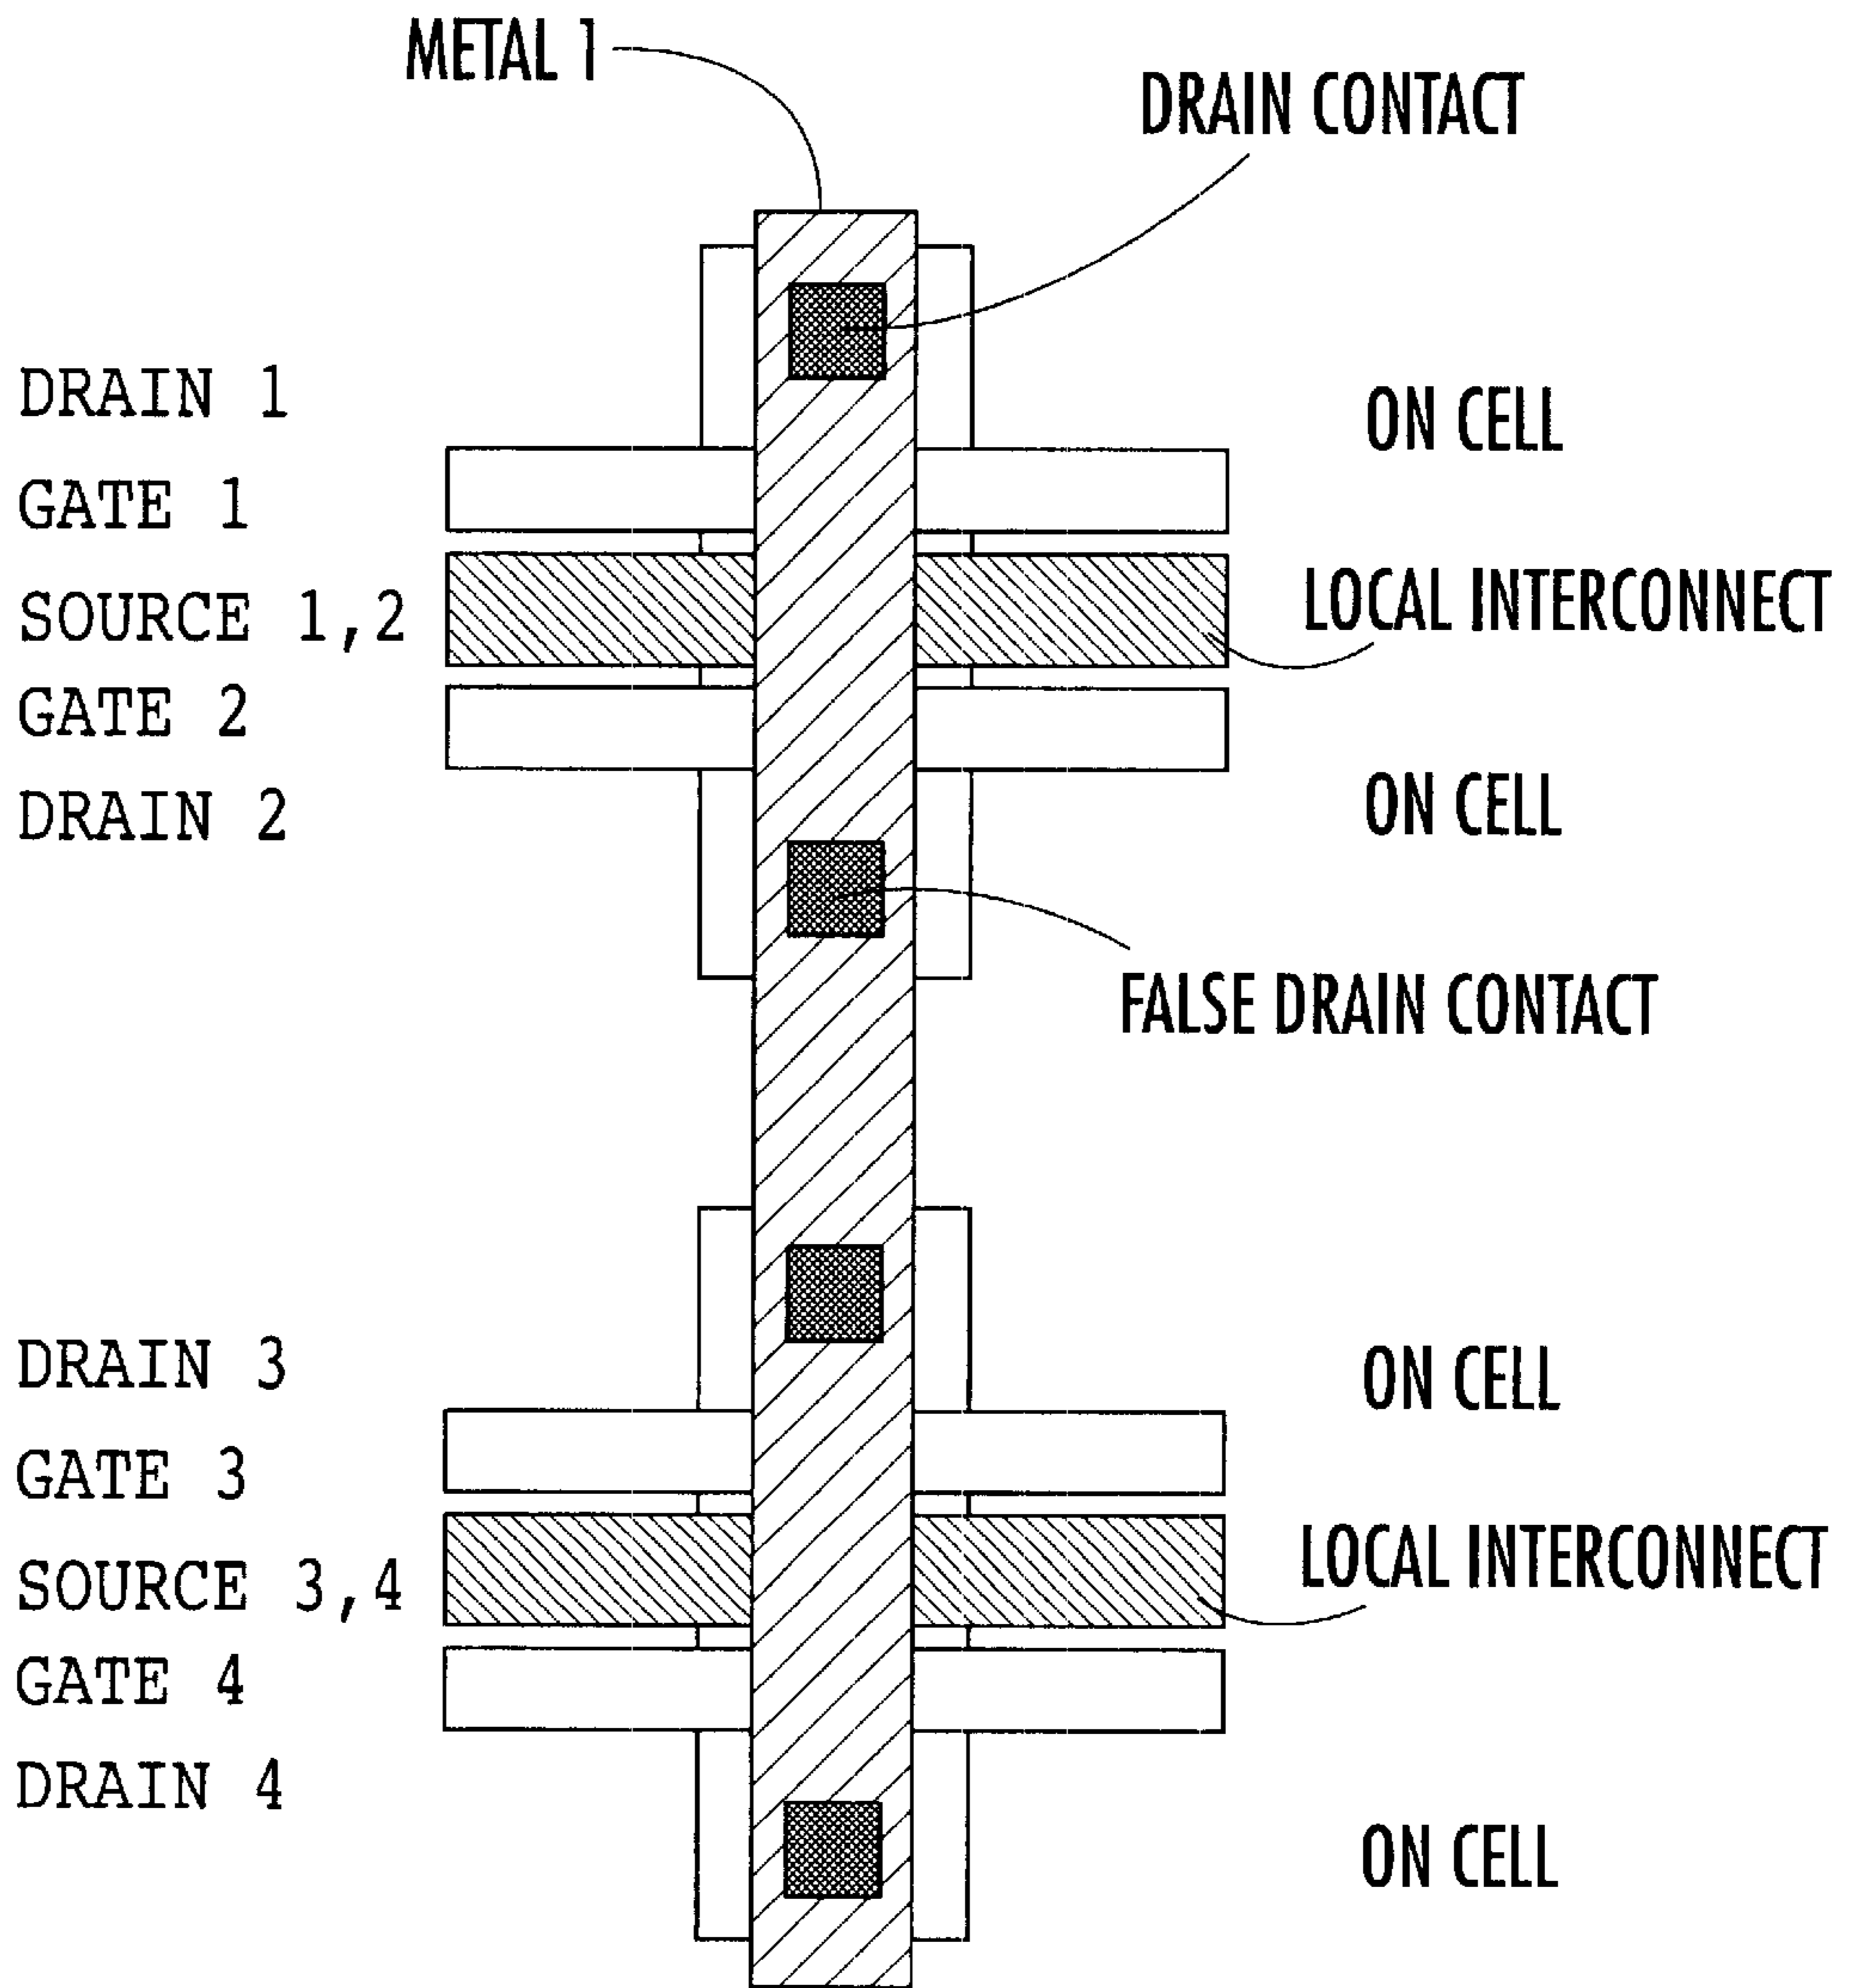 METAL 1
DRAIN CONTACT
DRAIN 1
ON CELL
GATE 1
SOURCE 1,2
LOCAL INTERCONNECT
GATE 2
DRAIN 2
ON CELL
FALSE DRAIN CONTACT
DRAIN 3
ON CELL
GATE 3
SOURCE 3,4
LOCAL INTERCONNECT
GATE 4
DRAIN 4
ON CELL